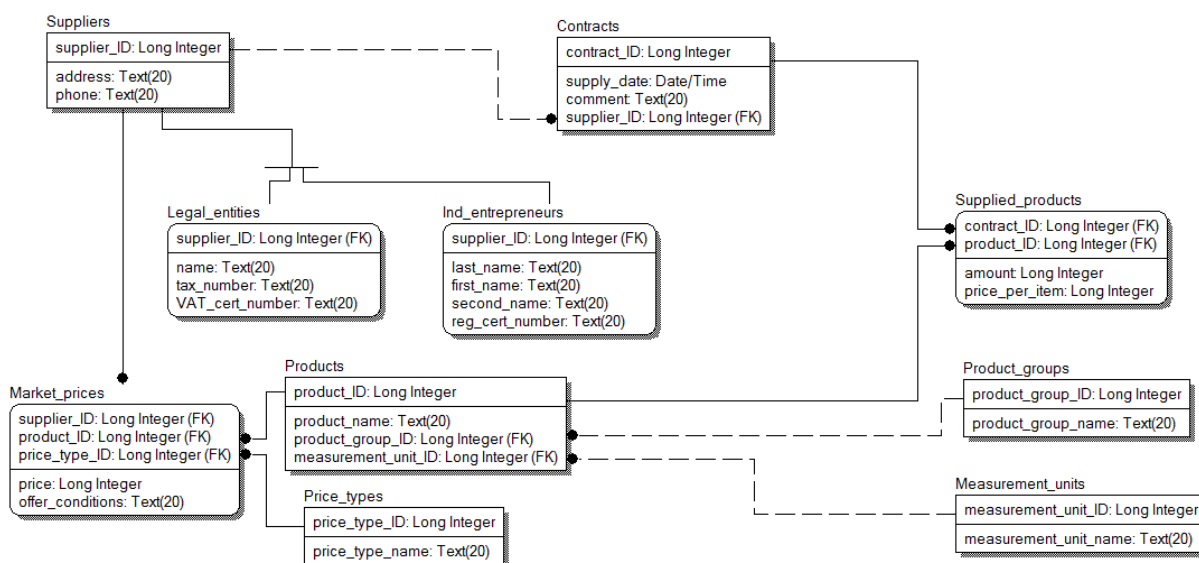 Suppliers
supplier_ID: Long Integer
address: Text(20)
phone: Text(20)
Contracts
contract_ID: Long Integer
supply_date: Date/Time
comment: Text(20)
supplier_ID: Long Integer (FK)
Legal_entities
supplier_ID: Long Integer (FK)
name: Text(20)
tax_number: Text(20)
VAT_cert_number: Text(20)
Ind_entrepreneurs
supplier_ID: Long Integer (FK)
last_name: Text(20)
first_name: Text(20)
second_name: Text(20)
reg_cert_number: Text(20)
Supplied_products
contract_ID: Long Integer (FK)
product_ID: Long Integer (FK)
amount: Long Integer
price_per_item: Long Integer
Market_prices
supplier_ID: Long Integer (FK)
product_ID: Long Integer (FK)
price_type_ID: Long Integer (FK)
price: Long Integer
offer_conditions: Text(20)
Products
product_ID: Long Integer
product_name: Text(20)
product_group_ID: Long Integer (FK)
measurement_unit_ID: Long Integer (FK)
Product_groups
product_group_ID: Long Integer
product_group_name: Text(20)
Price_types
price_type_ID: Long Integer
price_type_name: Text(20)
Measurement_units
measurement_unit_ID: Long Integer
measurement_unit_name: Text(20)